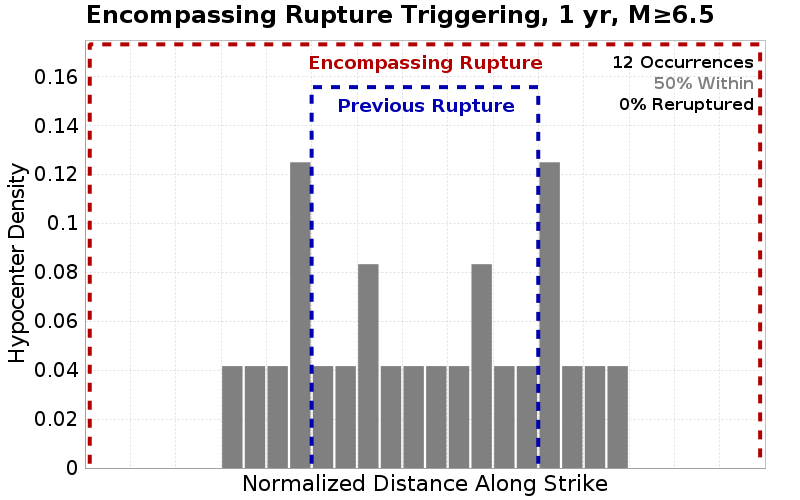 Encompassing Rupture Triggering, 1 yr, M≥6.5
Encompassing Rupture
Previous Rupture
12 Occurrences
50% Within
0% Reruptured
Hypocenter Density
0.16
0.14
0.12
0.1
0.08
0.06
0.04
0.02
0
Normalized Distance Along Strike